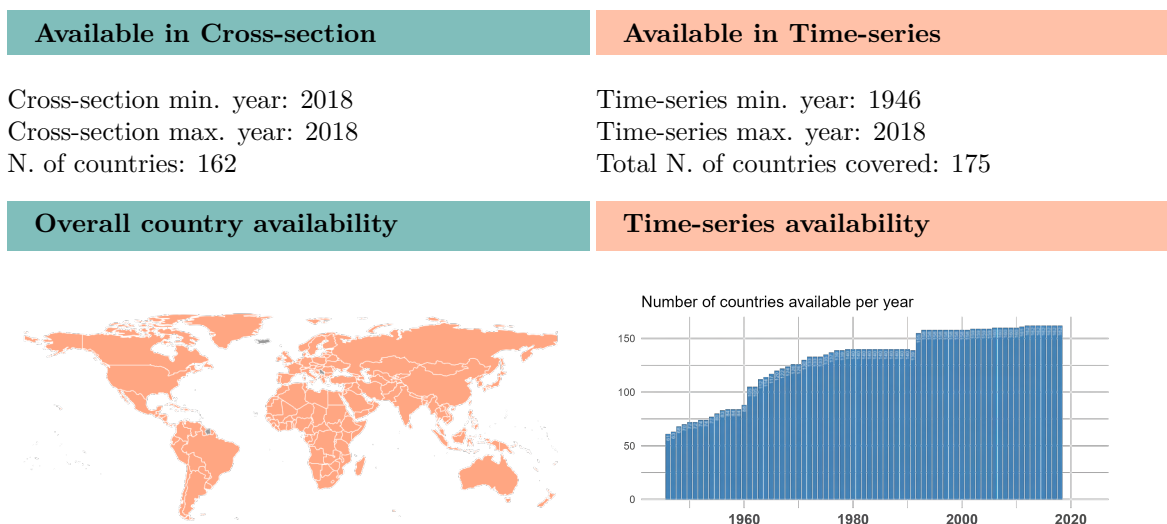 Available in Cross-section
Cross-section min. year: 2018
Cross-section max. year: 2018
N. of countries: 162
Available in Time-series
Time-series min. year: 1946
Time-series max. year: 2018
Total N. of countries covered: 175
Overall country availability
Time-series availability
Number of countries available per year
150
100
50
0
1960 1980 2000 2020